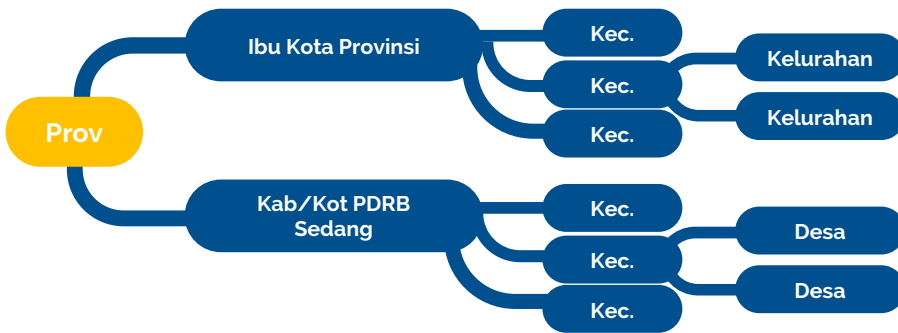 Prov
Ibu Kota Provinsi
Kec.
Kec.
Kec.
Kelurahan
Kelurahan
Kab/Kot PDRB
Sedang
Kec.
Kec.
Kec.
Desa
Desa